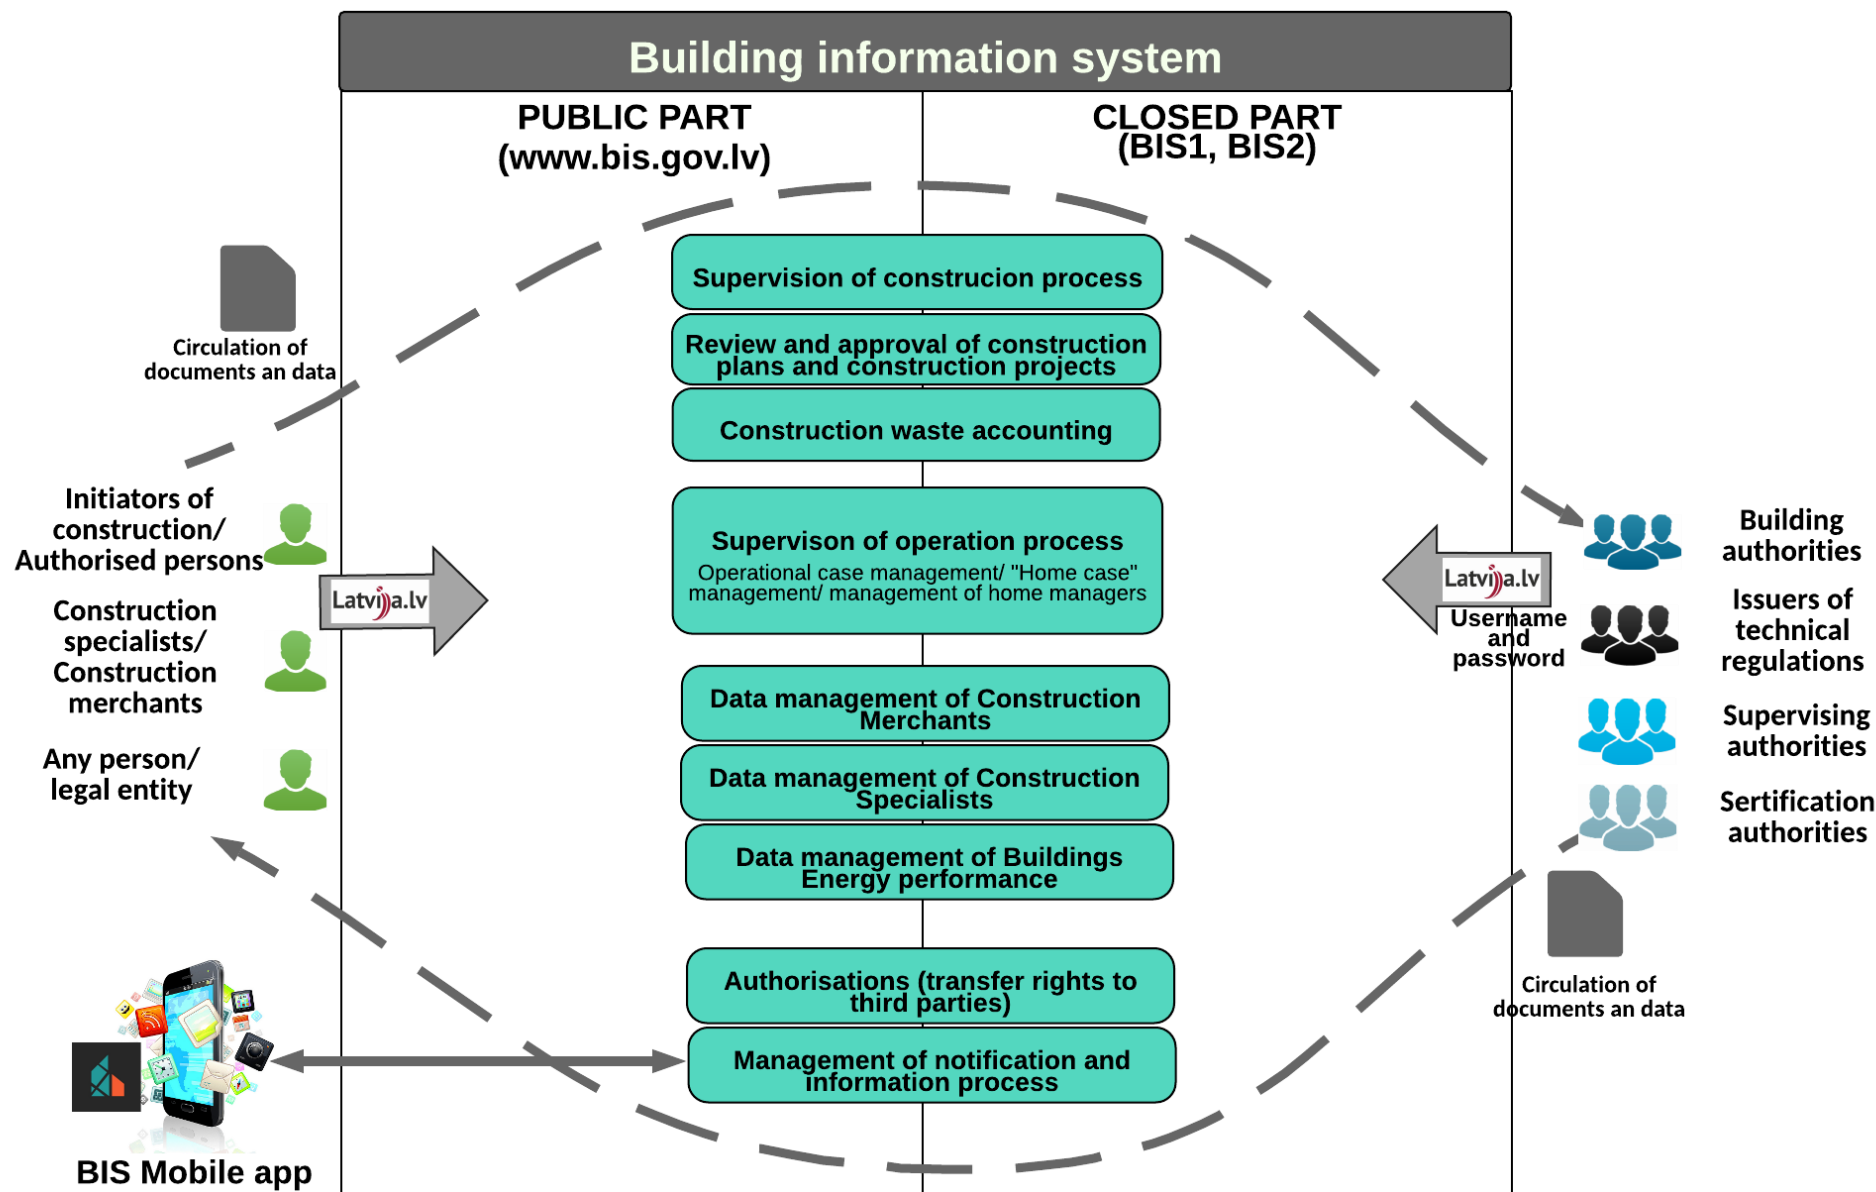 Building information system
PUBLIC PART
(www.bis.gov.lv)
CLOSED PART
(BIS1, BIS2)
Circulation of
documents an data
Supervision of construcion process
Review and approval of construction
plans and construction projects
Construction waste accounting
Supervison of operation process
Operational case management/ "Home case"
management/ management of home managers
Data management of Construction
Merchants
Data management of Construction
Specialists
Data management of Buildings
Energy performance
Authorisations (transfer rights to
third parties)
Management of notification and
information process
Initiators of
construction/
Authorised persons
Construction
specialists/
Construction
merchants
Any person/
legal entity
Latvija.lv
Latvija.lv
Username
and
password
Building
authorities
Issuers of
technical
regulations
Supervising
authorities
Sertification
authorities
Circulation of
documents an data
BIS Mobile app